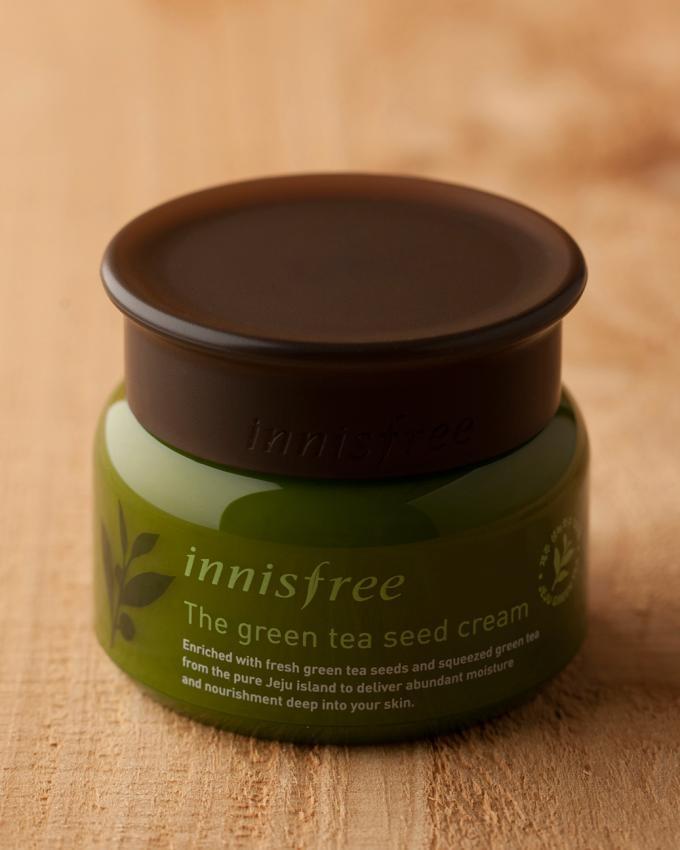 innisfree
innisfree
The green tea seed cream
Enriched with fresh green tea seeds and squeezed green tea
from the pure Jeju island to deliver abundant moisture
and nourishment deep into your skin.